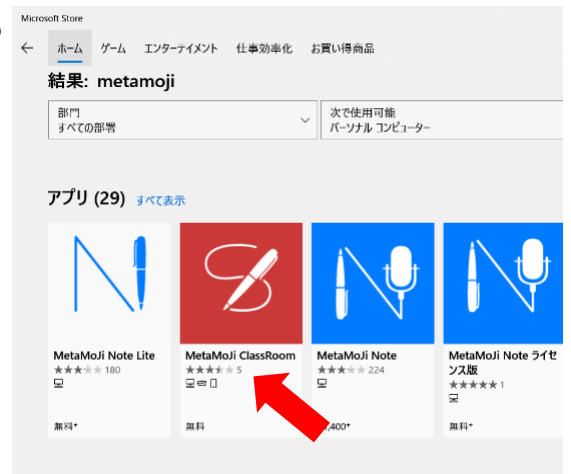 Microsoft Store
ホーム ゲーム エンターテイメント 仕事効率化 お買い得商品
結果: metamoji
部門
すべての部署
次で使用可能
パーソナル コンピューター
アプリ (29) すべて表示
MetaMoJi Note Lite
180
無料+
MetaMoJi ClassRoom
5
無料
MetaMoJi Note
224
,400+
MetaMoJi Note ライセ
ンス版
1
無料+